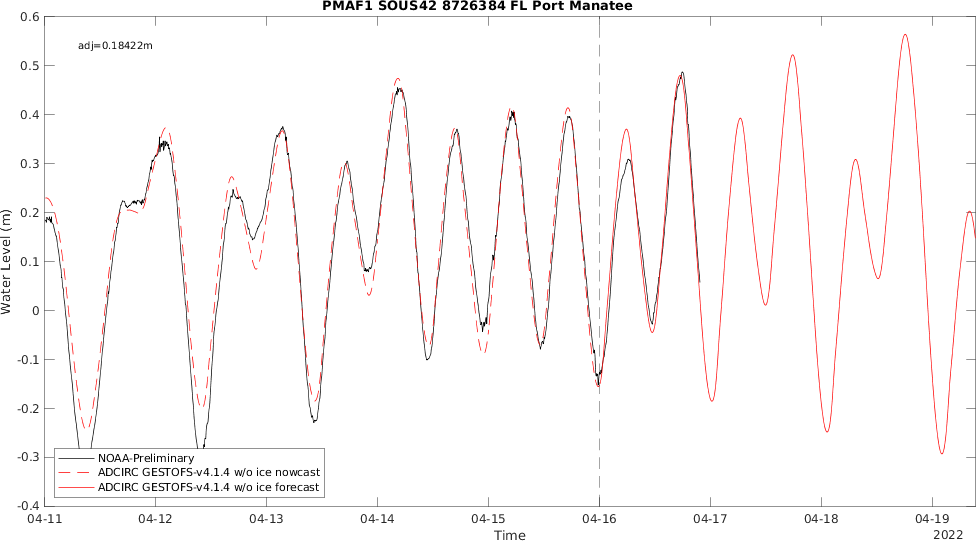 PMAF1 SOUS42 8726384 FL Port Manatee
adj=0.18422m
0.6
0.5
0.4
0.3
0.2
0.1
0
-0.1
-0.2
-0.3
-0.4
Water Level (m)
NOAA-Preliminary
ADCIRC GESTOFS-v4.1.4 w/o ice nowcast
ADCIRC GESTOFS-v4.1.4 w/o ice forecast
04-11 04-12 04-13 04-14 04-15 04-16 04-17 04-18 04-19
Time
2022